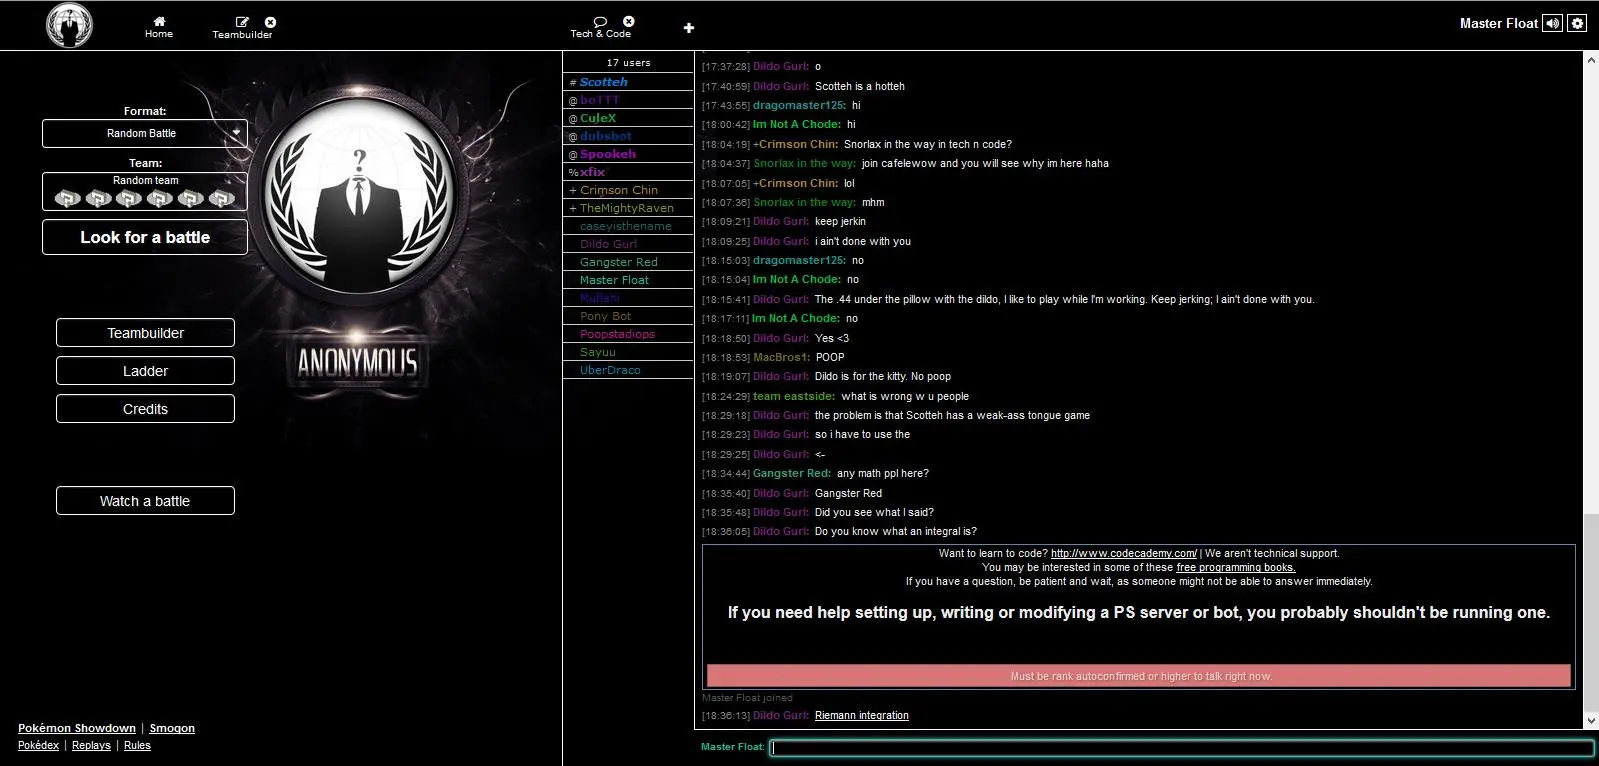 Home
Teambuilder
Tech & Code
Master Float
Format:
Random Battle
Team:
Random team
Look for a battle
?
ANONYMOUS
Teambuilder
Ladder
Credits
Watch a battle
Pokémon Showdown | Smogon
Pokédex | Replays | Rules
17 users
#Scotteh
@boTTT
@CuleX
@dubsbot
@Spookeh
%xfix
+Crimson Chin
+TheMightyRaven
caseyisthename
Dildo Gurl
Gangster Red
Master Float
Muflahi
Pony Bot
Poopstadiops
Sayuu
UberDraco
[17:37:28] Dildo Gurl: o
[17:40:59] Dildo Gurl: Scotteh is a hotteh
[17:43:55] dragomaster125: hi
[18:00:42] Im Not A Chode: hi
[18:04:19] +Crimson Chin: Snorlax in the way in tech n code?
[18:04:37] Snorlax in the way: join cafelewow and you will see why im here haha
[18:07:05] +Crimson Chin: lol
[18:07:36] Snorlax in the way: mhm
[18:09:21] Dildo Gurl: keep jerkin
[18:09:25] Dildo Gurl: i ain't done with you
[18:15:03] dragomaster125: no
[18:15:04] Im Not A Chode: no
[18:15:41] Dildo Gurl: The .44 under the pillow with the dildo, I like to play while I'm working. Keep jerking; I ain't done with you.
[18:17:11] Im Not A Chode: no
[18:18:50] Dildo Gurl: Yes <3
[18:18:53] MacBros1: POOP
[18:19:07] Dildo Gurl: Dildo is for the kitty. No poop
[18:24:29] team eastside: what is wrong w u people
[18:29:18] Dildo Gurl: the problem is that Scotteh has a weak-ass tongue game
[18:29:23] Dildo Gurl: so i have to use the
[18:29:25] Dildo Gurl: <-
[18:34:44] Gangster Red: any math ppl here?
[18:35:40] Dildo Gurl: Gangster Red
[18:35:48] Dildo Gurl: Did you see what I said?
[18:36:05] Dildo Gurl: Do you know what an integral is?
Want to learn to code? http://www.codecademy.com/ | We aren't technical support.
You may be interested in some of these free programming books.
If you have a question, be patient and wait, as someone might not be able to answer immediately.
If you need help setting up, writing or modifying a PS server or bot, you probably shouldn't be running one.
Must be rank autoconfirmed or higher to talk right now.
Master Float joined
[18:36:13] Dildo Gurl: Riemann integration
Master Float: